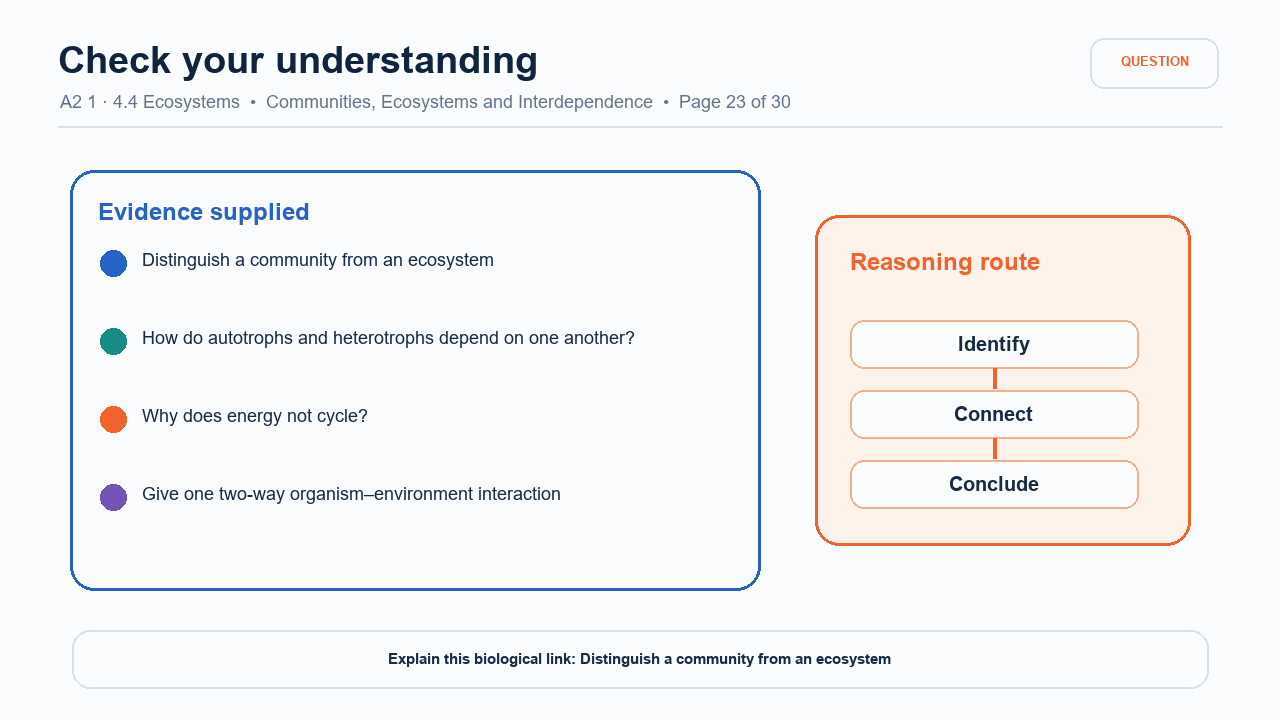 Check your understanding
QUESTION
A2 1 · 4.4 Ecosystems • Communities, Ecosystems and Interdependence • Page 23 of 30
Evidence supplied
Distinguish a community from an ecosystem
How do autotrophs and heterotrophs depend on one another?
Why does energy not cycle?
Give one two-way organism–environment interaction
Reasoning route
Identify
Connect
Conclude
Explain this biological link: Distinguish a community from an ecosystem